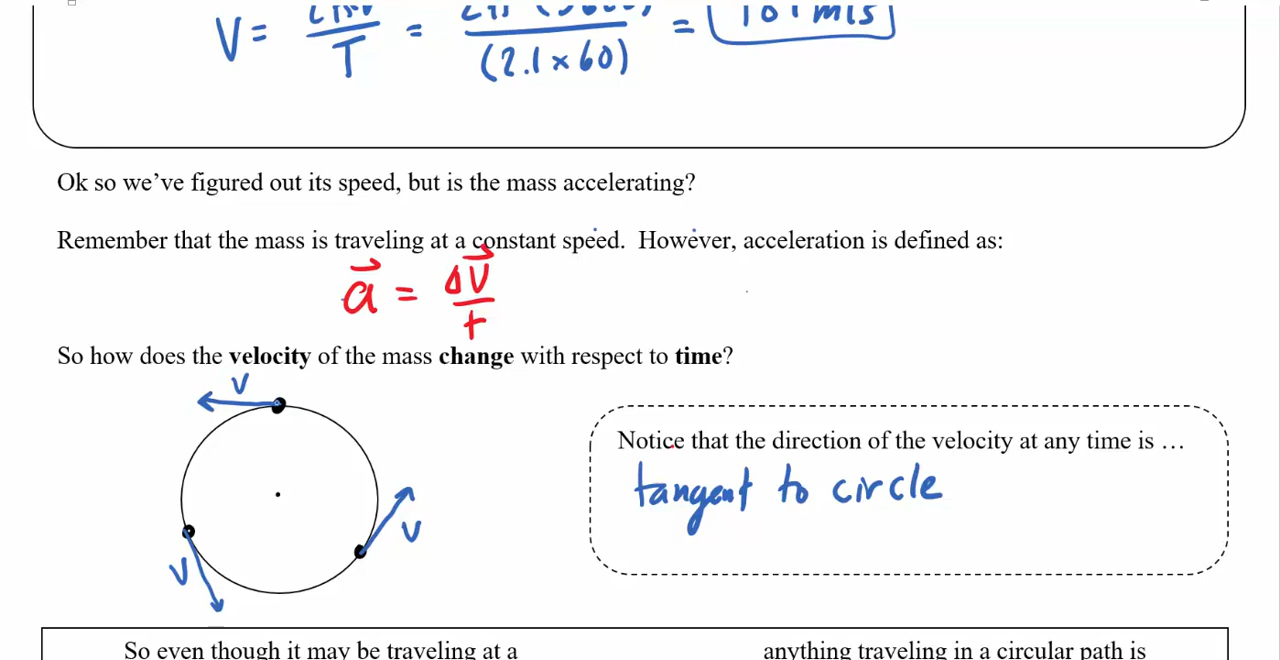 V = / T = / (2.1 × 60) =
Ok so we've figured out its speed, but is the mass accelerating?
Remember that the mass is traveling at a constant speed. However, acceleration is defined as:
a⃗ = ΔV⃗ / t
So how does the velocity of the mass change with respect to time?
V
Notice that the direction of the velocity at any time is …
tangent to circle
V
V
So even though it may be traveling at a anything traveling in a circular path is